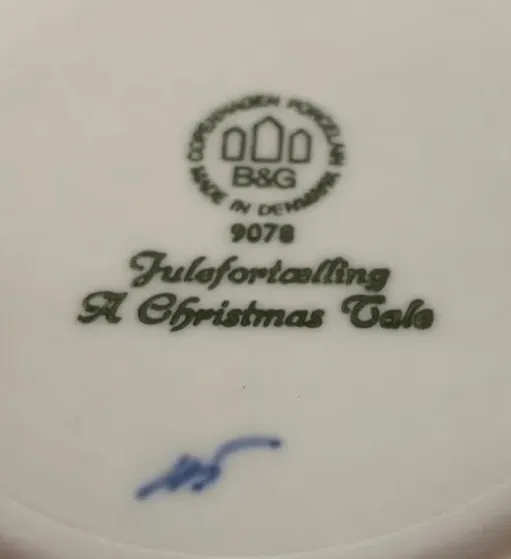 COPENHAGEN PORCELAIN
B&G
MADE IN DENMARK
9078
Julefortælling
A Christmas Tale